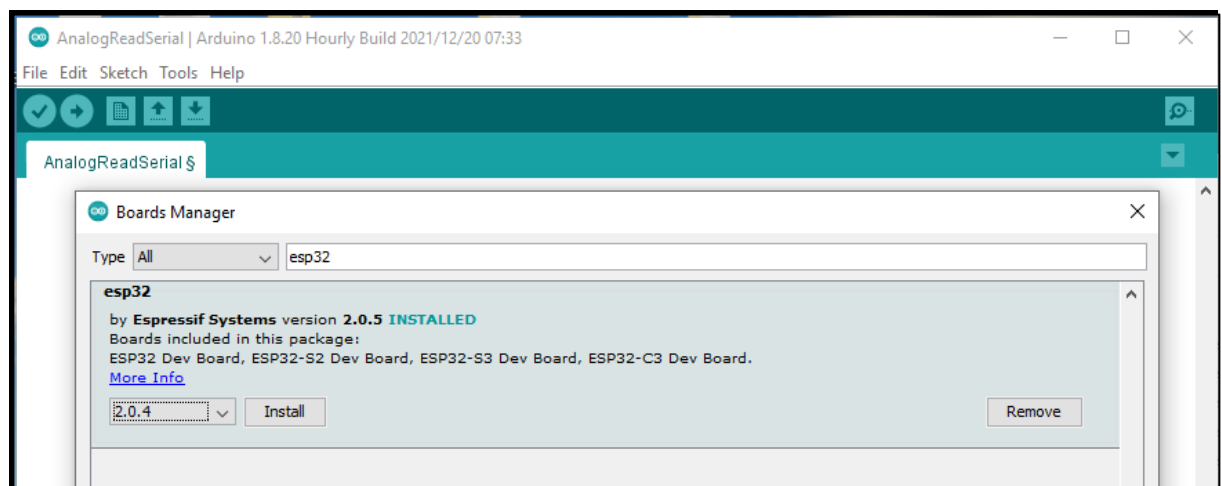 AnalogReadSerial | Arduino 1.8.20 Hourly Build 2021/12/20 07:33
File Edit Sketch Tools Help
AnalogReadSerial §
Boards Manager
Type All esp32
esp32
by Espressif Systems version 2.0.5 INSTALLED
Boards included in this package:
ESP32 Dev Board, ESP32-S2 Dev Board, ESP32-S3 Dev Board, ESP32-C3 Dev Board.
More Info
2.0.4 Install Remove